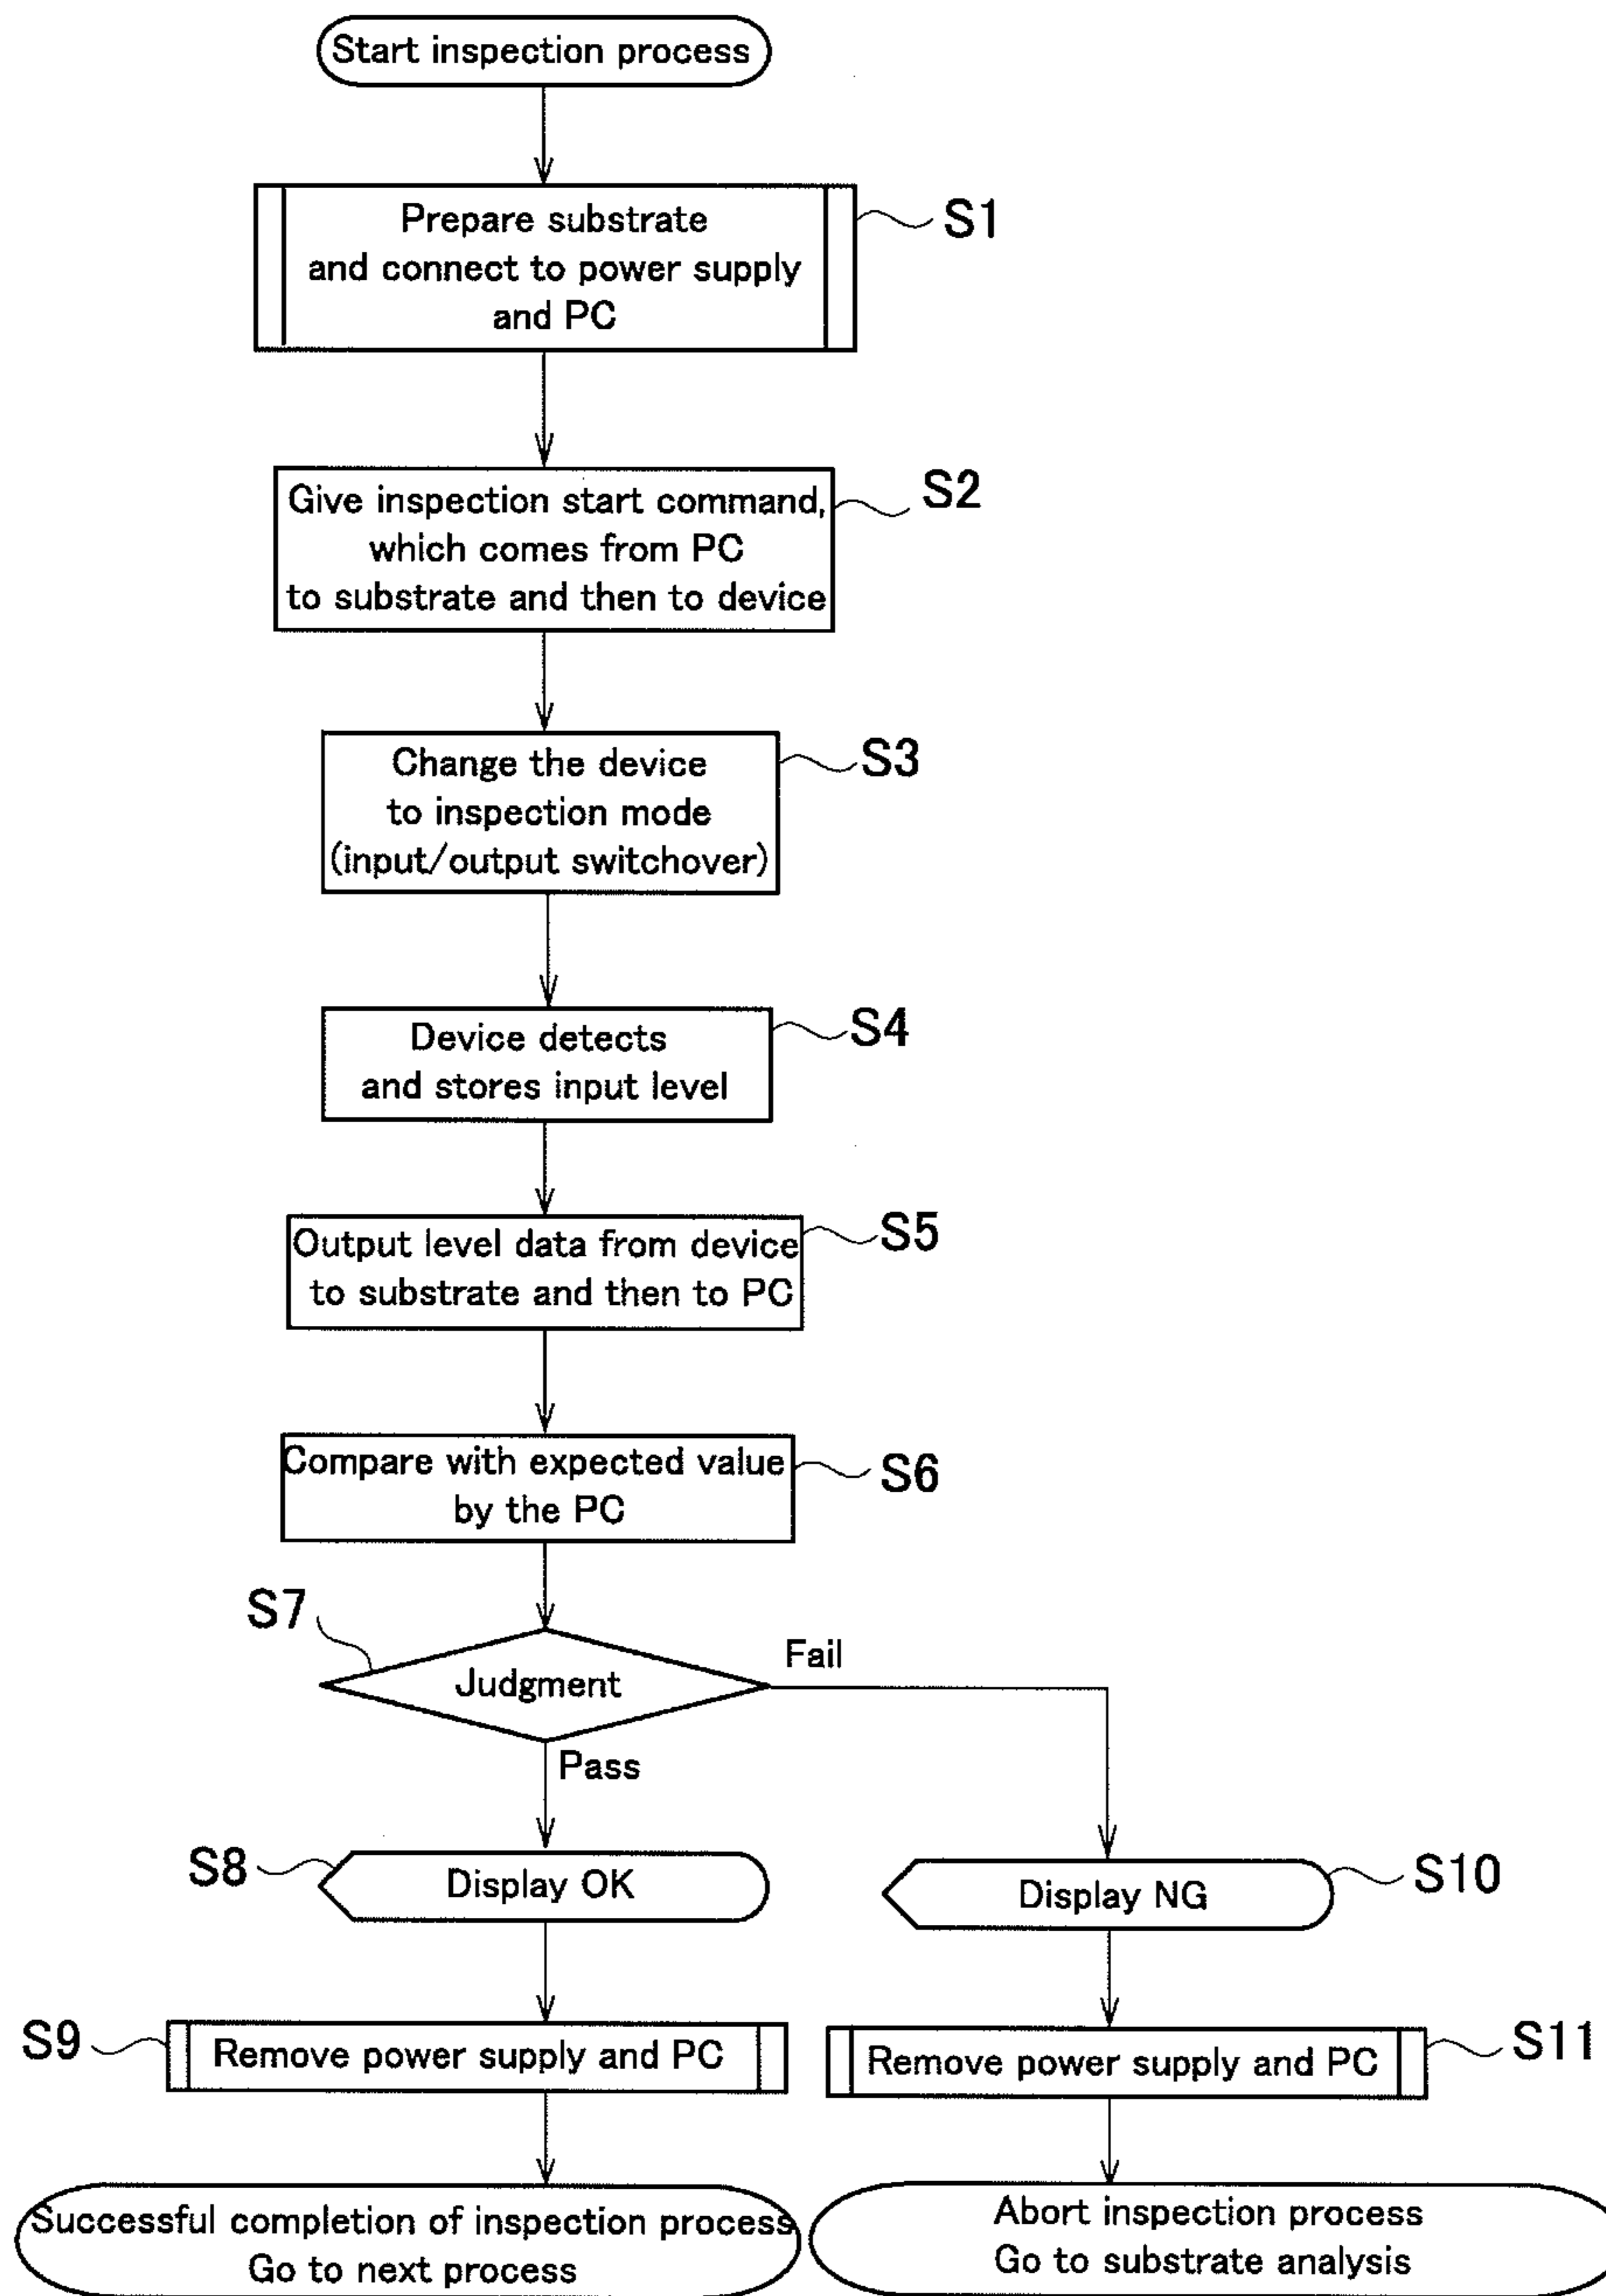 Start inspection process
Prepare substrate
and connect to power supply
and PC
S1
Give inspection start command,
which comes from PC
to substrate and then to device
S2
Change the device
to inspection mode
(input/output switchover)
S3
Device detects
and stores input level
S4
Output level data from device
to substrate and then to PC
S5
Compare with expected value
by the PC
S6
S7
Judgment
Fail
Pass
S8
Display OK
Display NG
S10
S9
Remove power supply and PC
Remove power supply and PC
S11
Successful completion of inspection process
Go to next process
Abort inspection process
Go to substrate analysis